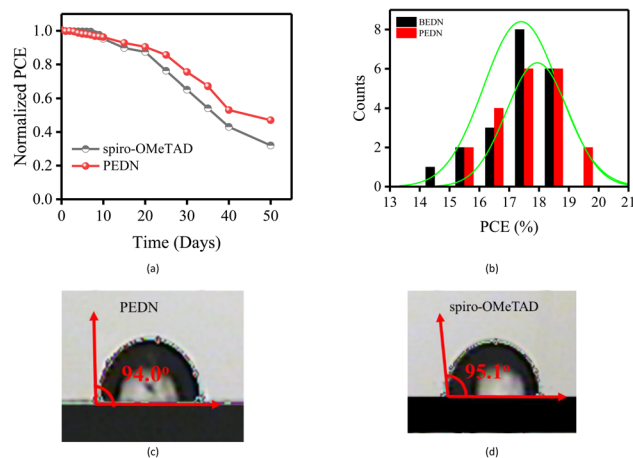 1.0
0.8
0.6
0.4
0.2
0.0
Normalized PCE
spiro-OMeTAD
PEDN
0 10 20 30 40 50
Time (Days)
(a)
8
6
4
2
0
Counts
BEDN
PEDN
13 14 15 16 17 18 19 20 21
PCE (%)
(b)
PEDN
94.0°
(c)
spiro-OMeTAD
95.1°
(d)